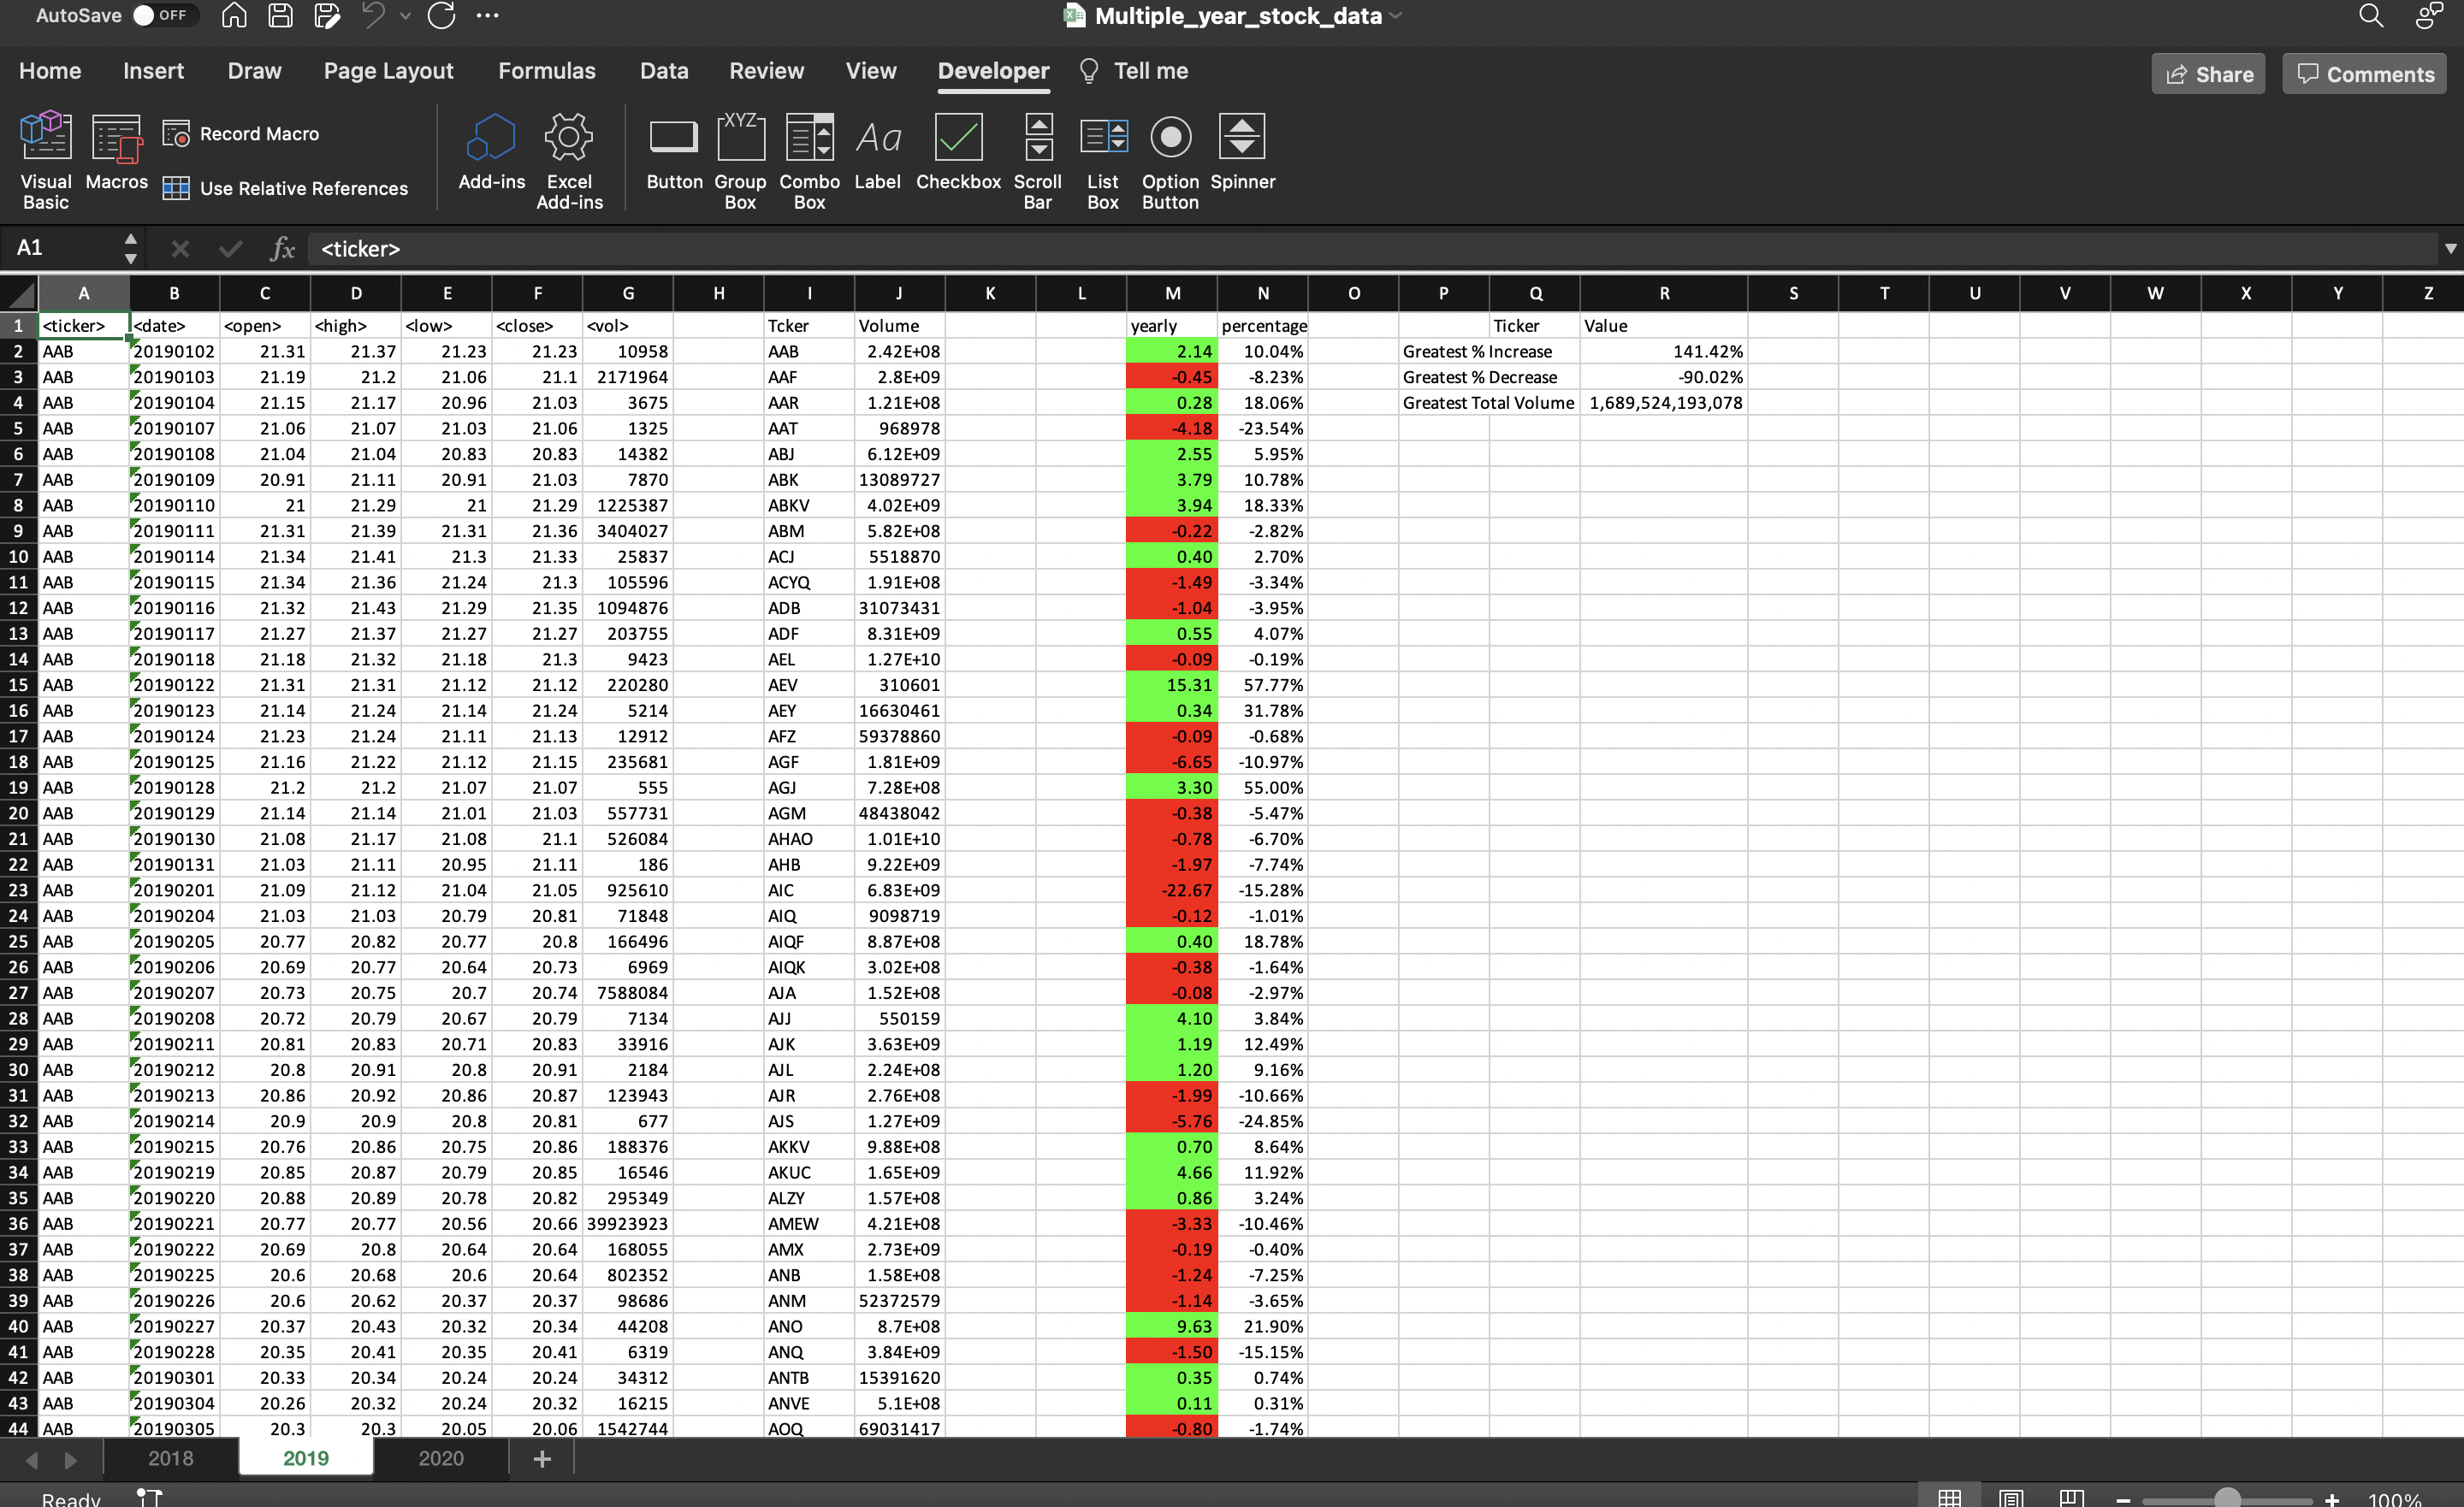 AutoSave OFF Multiple_year_stock_data
Home Insert Draw Page Layout Formulas Data Review View Developer Tell me Share Comments
Visual Basic Macros Record Macro Use Relative References Add-ins Excel Add-ins Button Group Box Combo Box Label Checkbox Scroll Bar List Box Option Button Spinner
XYZ Aa
A1 fx <ticker>
A B C D E F G H I J K L M N O P Q R S T U V W X Y Z
1 <ticker> <date> <open> <high> <low> <close> <vol> Tcker Volume yearly percentage Ticker Value
2 AAB 20190102 21.31 21.37 21.23 21.23 10958 AAB 2.42E+08 2.14 10.04% Greatest % Increase 141.42%
3 AAB 20190103 21.19 21.2 21.06 21.1 2171964 AAF 2.8E+09 -0.45 -8.23% Greatest % Decrease -90.02%
4 AAB 20190104 21.15 21.17 20.96 21.03 3675 AAR 1.21E+08 0.28 18.06% Greatest Total Volume 1,689,524,193,078
5 AAB 20190107 21.06 21.07 21.03 21.06 1325 AAT 968978 -4.18 -23.54%
6 AAB 20190108 21.04 21.04 20.83 20.83 14382 ABJ 6.12E+09 2.55 5.95%
7 AAB 20190109 20.91 21.11 20.91 21.03 7870 ABK 13089727 3.79 10.78%
8 AAB 20190110 21 21.29 21 21.29 1225387 ABKV 4.02E+09 3.94 18.33%
9 AAB 20190111 21.31 21.39 21.31 21.36 3404027 ABM 5.82E+08 -0.22 -2.82%
10 AAB 20190114 21.34 21.41 21.3 21.33 25837 ACJ 5518870 0.40 2.70%
11 AAB 20190115 21.34 21.36 21.24 21.3 105596 ACYQ 1.91E+08 -1.49 -3.34%
12 AAB 20190116 21.32 21.43 21.29 21.35 1094876 ADB 31073431 -1.04 -3.95%
13 AAB 20190117 21.27 21.37 21.27 21.27 203755 ADF 8.31E+09 0.55 4.07%
14 AAB 20190118 21.18 21.32 21.18 21.3 9423 AEL 1.27E+10 -0.09 -0.19%
15 AAB 20190122 21.31 21.31 21.12 21.12 220280 AEV 310601 15.31 57.77%
16 AAB 20190123 21.14 21.24 21.14 21.24 5214 AEY 16630461 0.34 31.78%
17 AAB 20190124 21.23 21.24 21.11 21.13 12912 AFZ 59378860 -0.09 -0.68%
18 AAB 20190125 21.16 21.22 21.12 21.15 235681 AGF 1.81E+09 -6.65 -10.97%
19 AAB 20190128 21.2 21.2 21.07 21.07 555 AGJ 7.28E+08 3.30 55.00%
20 AAB 20190129 21.14 21.14 21.01 21.03 557731 AGM 48438042 -0.38 -5.47%
21 AAB 20190130 21.08 21.17 21.08 21.1 526084 AHAO 1.01E+10 -0.78 -6.70%
22 AAB 20190131 21.03 21.11 20.95 21.11 186 AHB 9.22E+09 -1.97 -7.74%
23 AAB 20190201 21.09 21.12 21.04 21.05 925610 AIC 6.83E+09 -22.67 -15.28%
24 AAB 20190204 21.03 21.03 20.79 20.81 71848 AIQ 9098719 -0.12 -1.01%
25 AAB 20190205 20.77 20.82 20.77 20.8 166496 AIQF 8.87E+08 0.40 18.78%
26 AAB 20190206 20.69 20.77 20.64 20.73 6969 AIQK 3.02E+08 -0.38 -1.64%
27 AAB 20190207 20.73 20.75 20.7 20.74 7588084 AJA 1.52E+08 -0.08 -2.97%
28 AAB 20190208 20.72 20.79 20.67 20.79 7134 AJJ 550159 4.10 3.84%
29 AAB 20190211 20.81 20.83 20.71 20.83 33916 AJK 3.63E+09 1.19 12.49%
30 AAB 20190212 20.8 20.91 20.8 20.91 2184 AJL 2.24E+08 1.20 9.16%
31 AAB 20190213 20.86 20.92 20.86 20.87 123943 AJR 2.76E+08 -1.99 -10.66%
32 AAB 20190214 20.9 20.9 20.8 20.81 677 AJS 1.27E+09 -5.76 -24.85%
33 AAB 20190215 20.76 20.86 20.75 20.86 188376 AKKV 9.88E+08 0.70 8.64%
34 AAB 20190219 20.85 20.87 20.79 20.85 16546 AKUC 1.65E+09 4.66 11.92%
35 AAB 20190220 20.88 20.89 20.78 20.82 295349 ALZY 1.57E+08 0.86 3.24%
36 AAB 20190221 20.77 20.77 20.56 20.66 39923923 AMEW 4.21E+08 -3.33 -10.46%
37 AAB 20190222 20.69 20.8 20.64 20.64 168055 AMX 2.73E+09 -0.19 -0.40%
38 AAB 20190225 20.6 20.68 20.6 20.64 802352 ANB 1.58E+08 -1.24 -7.25%
39 AAB 20190226 20.6 20.62 20.37 20.37 98686 ANM 52372579 -1.14 -3.65%
40 AAB 20190227 20.37 20.43 20.32 20.34 44208 ANO 8.7E+08 9.63 21.90%
41 AAB 20190228 20.35 20.41 20.35 20.41 6319 ANQ 3.84E+09 -1.50 -15.15%
42 AAB 20190301 20.33 20.34 20.24 20.24 34312 ANTB 15391620 0.35 0.74%
43 AAB 20190304 20.26 20.32 20.24 20.32 16215 ANVE 5.1E+08 0.11 0.31%
44 AAB 20190305 20.3 20.3 20.05 20.06 1542744 AOQ 69031417 -0.80 -1.74%
2018 2019 2020 +
Ready 100%